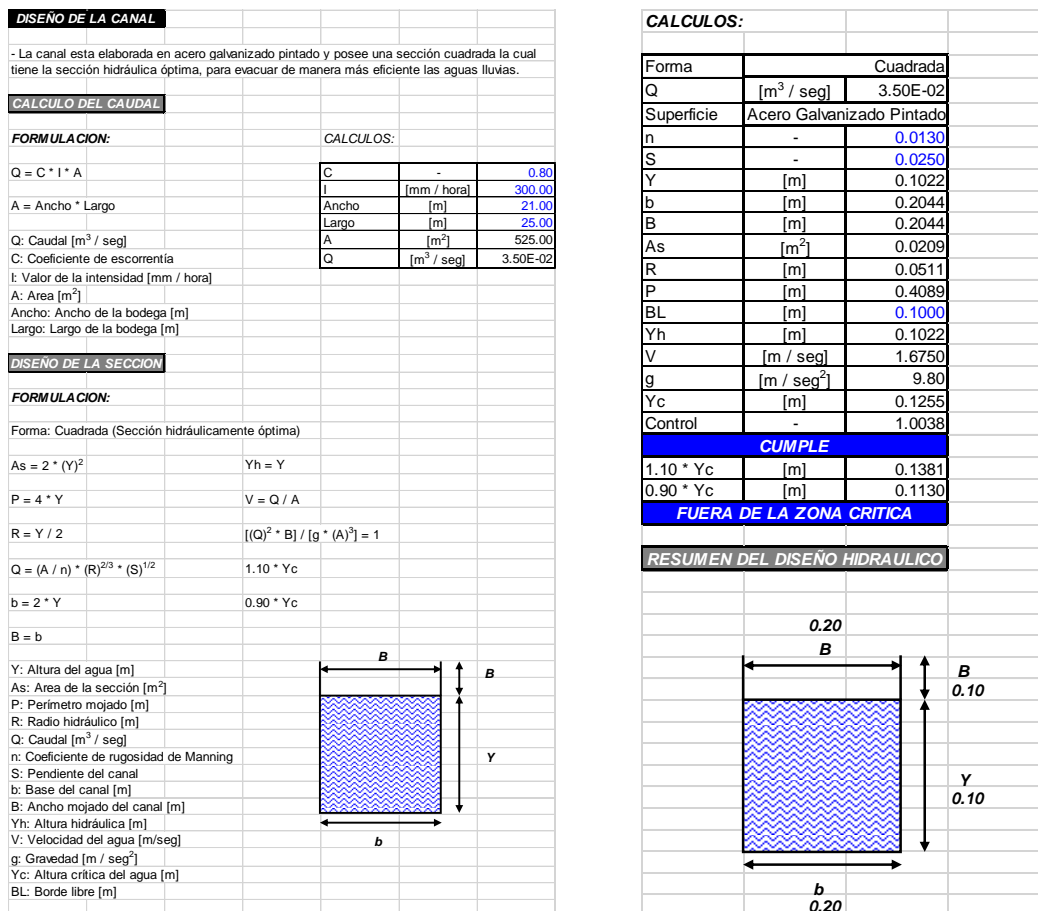 DISEÑO DE LA CANAL
- La canal esta elaborada en acero galvanizado pintado y posee una sección cuadrada la cual
tiene la sección hidráulica óptima, para evacuar de manera más eficiente las aguas lluvias.
CALCULO DEL CAUDAL
FORMULACION: CALCULOS:
Q = C * I * A
A = Ancho * Largo
C - 0.80
I [mm / hora] 300.00
Ancho [m] 21.00
Largo [m] 25.00
A [m²] 525.00
Q [m³ / seg] 3.50E-02
Q: Caudal [m³ / seg]
C: Coeficiente de escorrentía
I: Valor de la intensidad [mm / hora]
A: Area [m²]
Ancho: Ancho de la bodega [m]
Largo: Largo de la bodega [m]
DISEÑO DE LA SECCION
FORMULACION:
Forma: Cuadrada (Sección hidráulicamente óptima)
As = 2 * (Y)² Yh = Y
P = 4 * Y V = Q / A
R = Y / 2 [(Q)² * B] / [g * (A)³] = 1
Q = (A / n) * (R)^2/3 * (S)^1/2 1.10 * Yc
b = 2 * Y 0.90 * Yc
B = b
Y: Altura del agua [m]
As: Area de la sección [m²]
P: Perímetro mojado [m]
R: Radio hidráulico [m]
Q: Caudal [m³ / seg]
n: Coeficiente de rugosidad de Manning
S: Pendiente del canal
b: Base del canal [m]
B: Ancho mojado del canal [m]
Yh: Altura hidráulica [m]
V: Velocidad del agua [m/seg]
g: Gravedad [m / seg²]
Yc: Altura crítica del agua [m]
BL: Borde libre [m]
B
B
Y
b
CALCULOS:
Forma Cuadrada
Q [m³ / seg] 3.50E-02
Superficie Acero Galvanizado Pintado
n - 0.0130
S - 0.0250
Y [m] 0.1022
b [m] 0.2044
B [m] 0.2044
As [m²] 0.0209
R [m] 0.0511
P [m] 0.4089
BL [m] 0.1000
Yh [m] 0.1022
V [m / seg] 1.6750
g [m / seg²] 9.80
Yc [m] 0.1255
Control - 1.0038
CUMPLE
1.10 * Yc [m] 0.1381
0.90 * Yc [m] 0.1130
FUERA DE LA ZONA CRITICA
RESUMEN DEL DISEÑO HIDRAULICO
0.20
B
B
0.10
Y
0.10
b
0.20